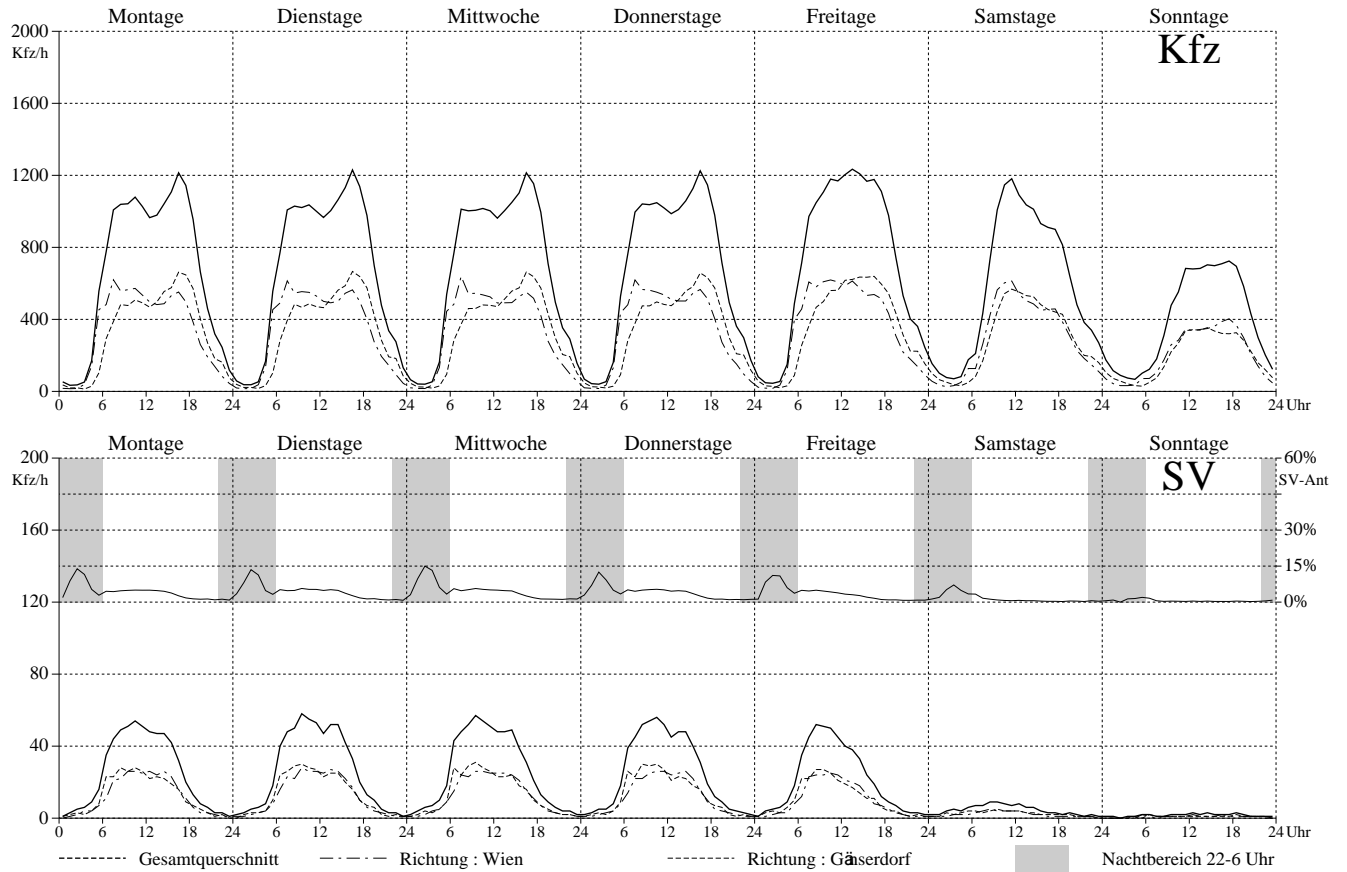 Montage Dienstage Mittwoche Donnerstage Freitage Samstage Sonntage
2000
Kfz/h
Kfz
1600
1200
800
400
0
0 6 12 18 24 6 12 18 24 6 12 18 24 6 12 18 24 6 12 18 24 6 12 18 24 6 12 18 24 Uhr
Montage Dienstage Mittwoche Donnerstage Freitage Samstage Sonntage
200 60%
Kfz/h SV SV-Ant
160 30%
15%
120 0%
80
40
0
0 6 12 18 24 6 12 18 24 6 12 18 24 6 12 18 24 6 12 18 24 6 12 18 24 6 12 18 24 Uhr
Gesamtquerschnitt Richtung : Wien Richtung : Gänserdorf Nachtbereich 22-6 Uhr